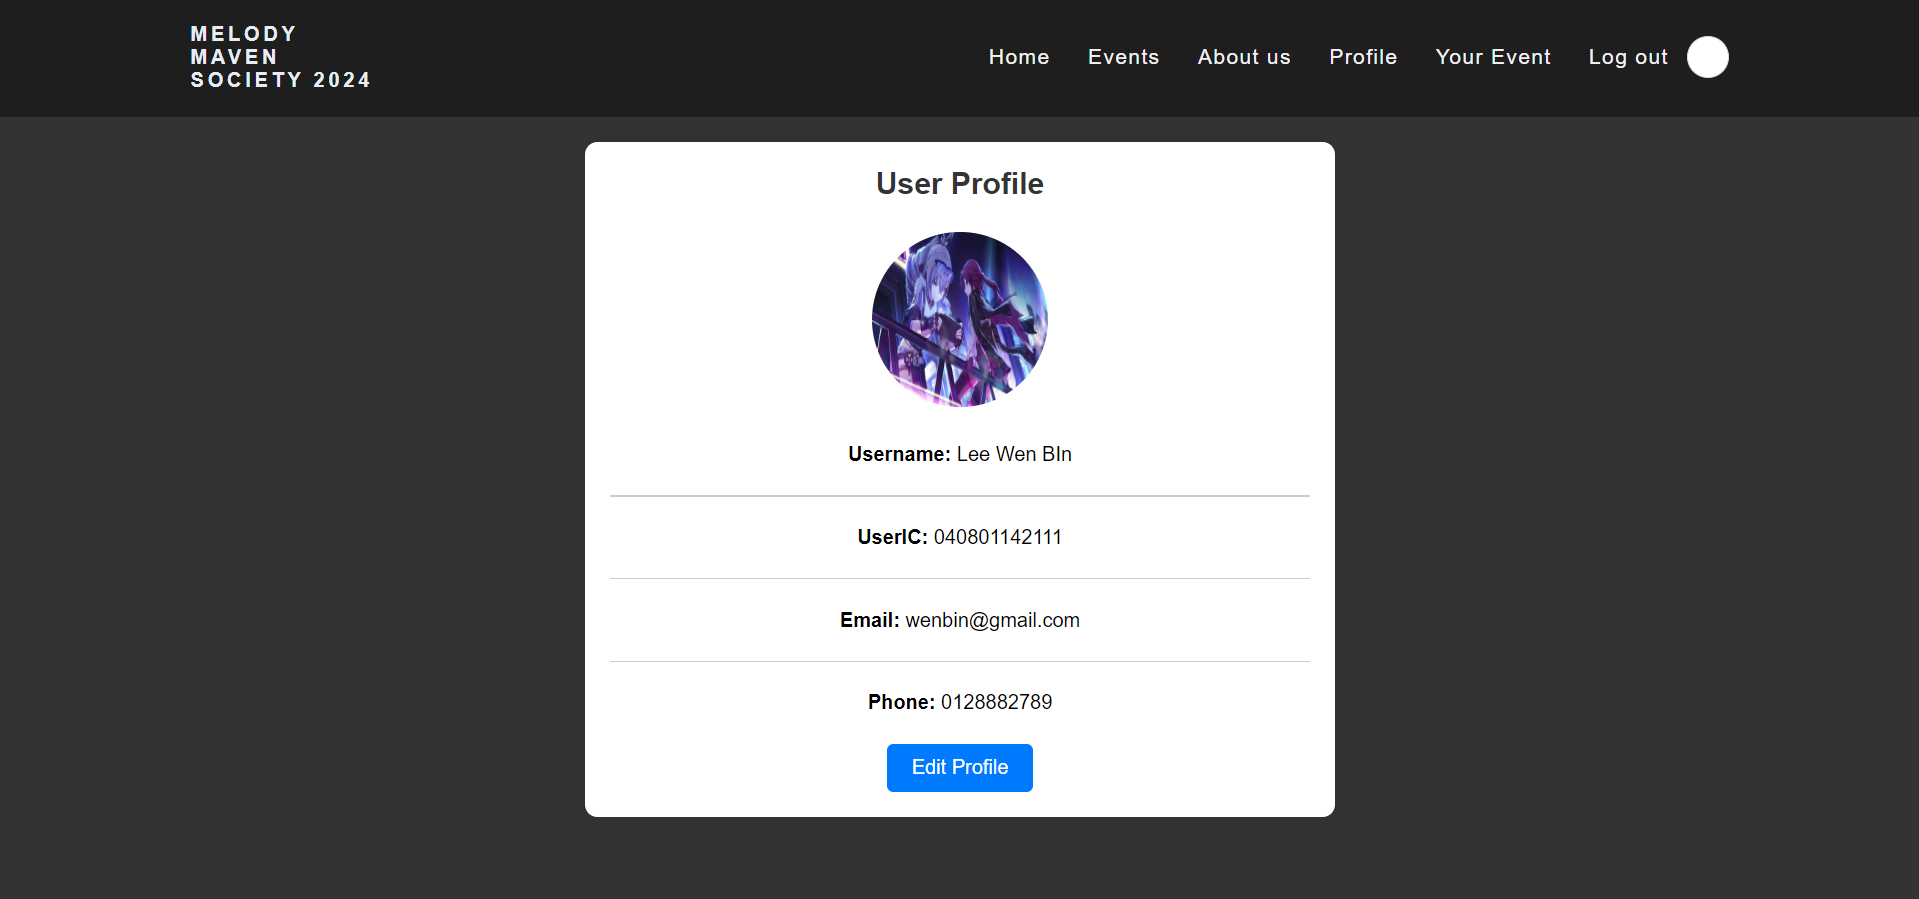 MELODY
MAVEN
SOCIETY 2024
Home Events About us Profile Your Event Log out
User Profile
Username: Lee Wen BIn
UserIC: 040801142111
Email: wenbin@gmail.com
Phone: 0128882789
Edit Profile